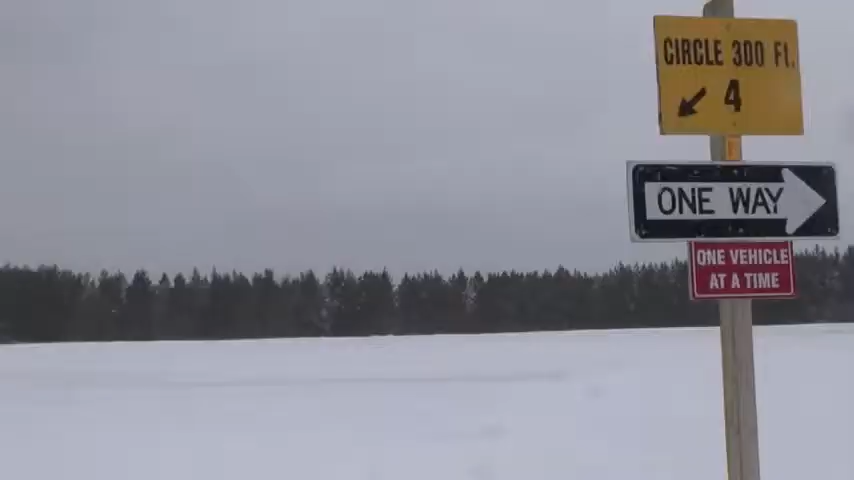 CIRCLE 300 Ft.
4
ONE WAY
ONE VEHICLE
AT A TIME